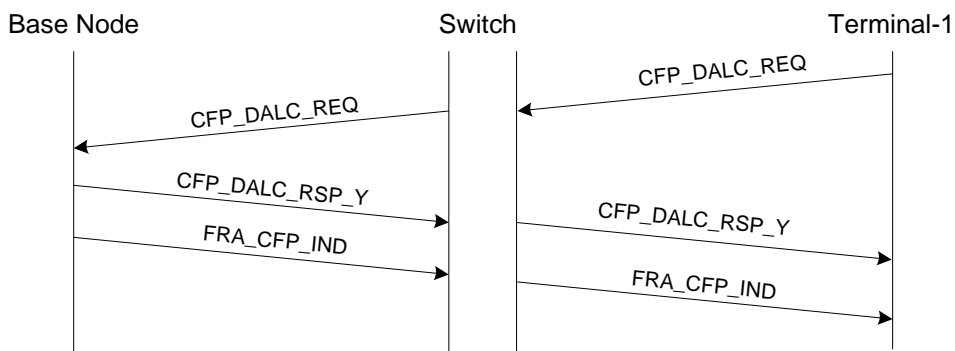 Base Node
Switch
Terminal-1
CFP_DALC_REQ
CFP_DALC_REQ
CFP_DALC_RSP_Y
CFP_DALC_RSP_Y
FRA_CFP_IND
FRA_CFP_IND